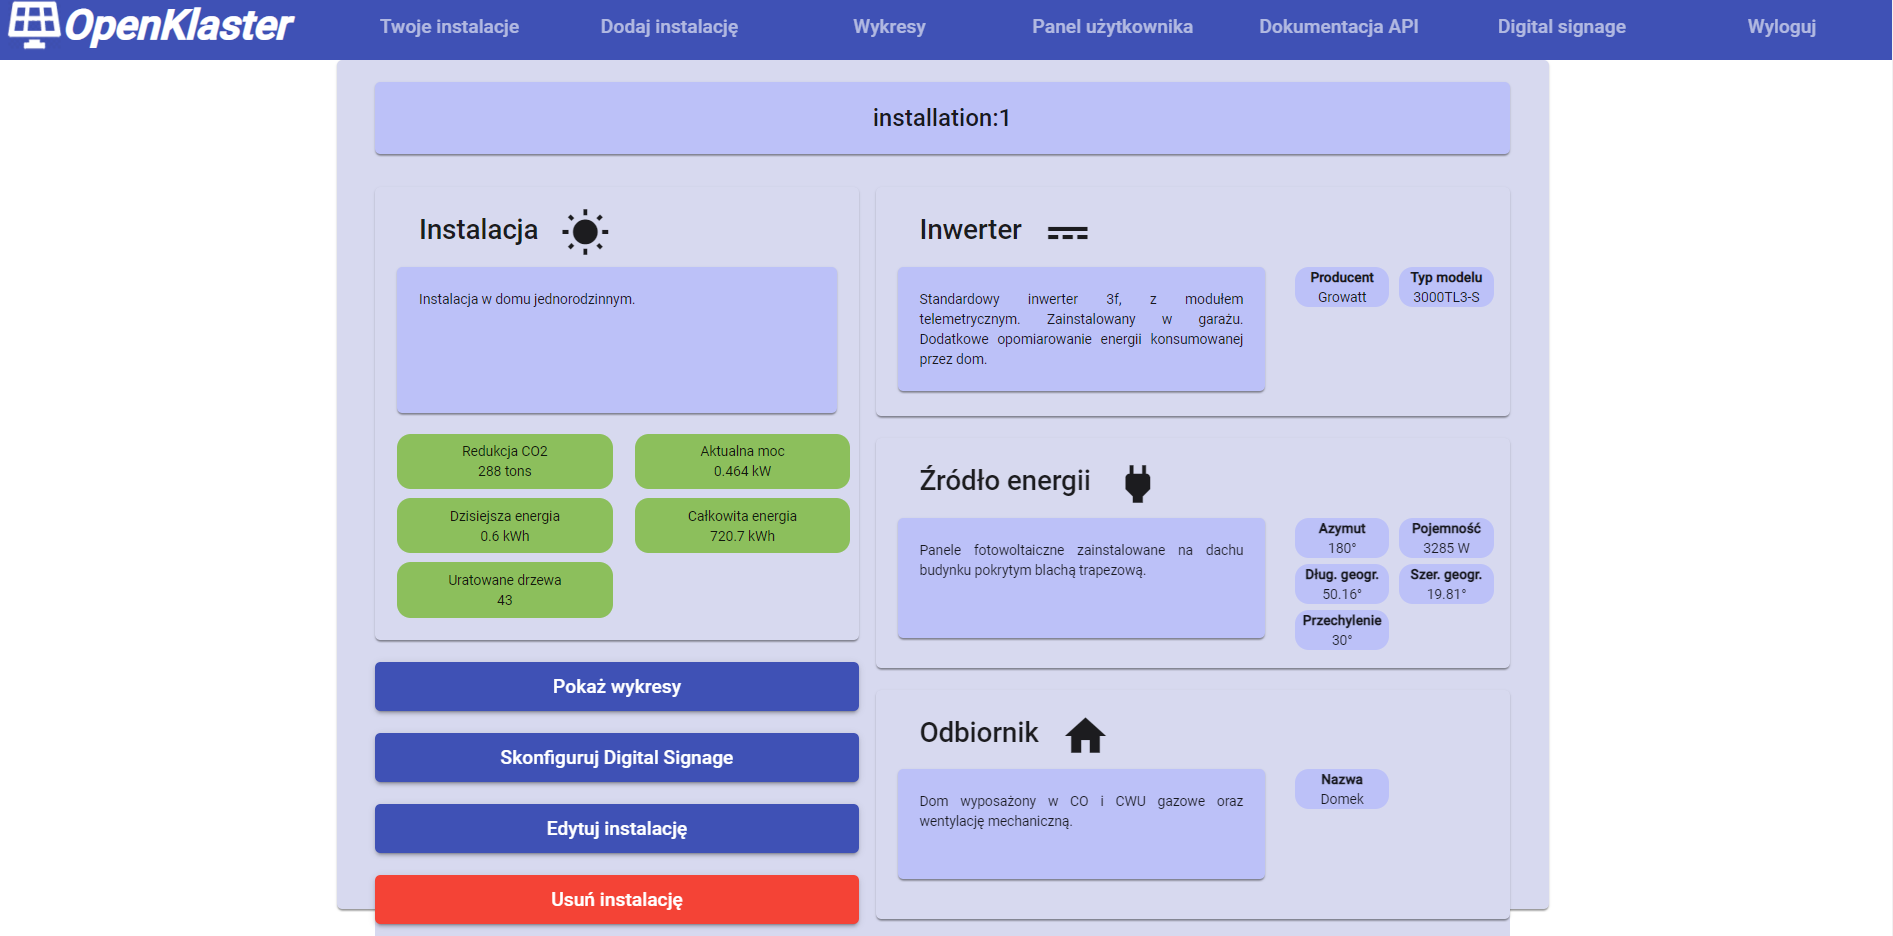 OpenKlaster
Twoje instalacje
Dodaj instalację
Wykresy
Panel użytkownika
Dokumentacja API
Digital signage
Wyloguj
installation:1
Instalacja
Instalacja w domu jednorodzinnym.
Redukcja CO2
288 tons
Aktualna moc
0.464 kW
Dzisiejsza energia
0.6 kWh
Całkowita energia
720.7 kWh
Uratowane drzewa
43
Pokaż wykresy
Skonfiguruj Digital Signage
Edytuj instalację
Usuń instalację
Inwerter
Standardowy inwerter 3f, z modułem
telemetrycznym. Zainstalowany w garażu.
Dodatkowe opomiarowanie energii konsumowanej
przez dom.
Producent
Growatt
Typ modelu
3000TL3-S
Źródło energii
Panele fotowoltaiczne zainstalowane na dachu
budynku pokrytym blachą trapezową.
Azymut
180°
Pojemność
3285 W
Dług. geogr.
50.16°
Szer. geogr.
19.81°
Przechylenie
30°
Odbiornik
Dom wyposażony w CO i CWU gazowe oraz
wentylację mechaniczną.
Nazwa
Domek